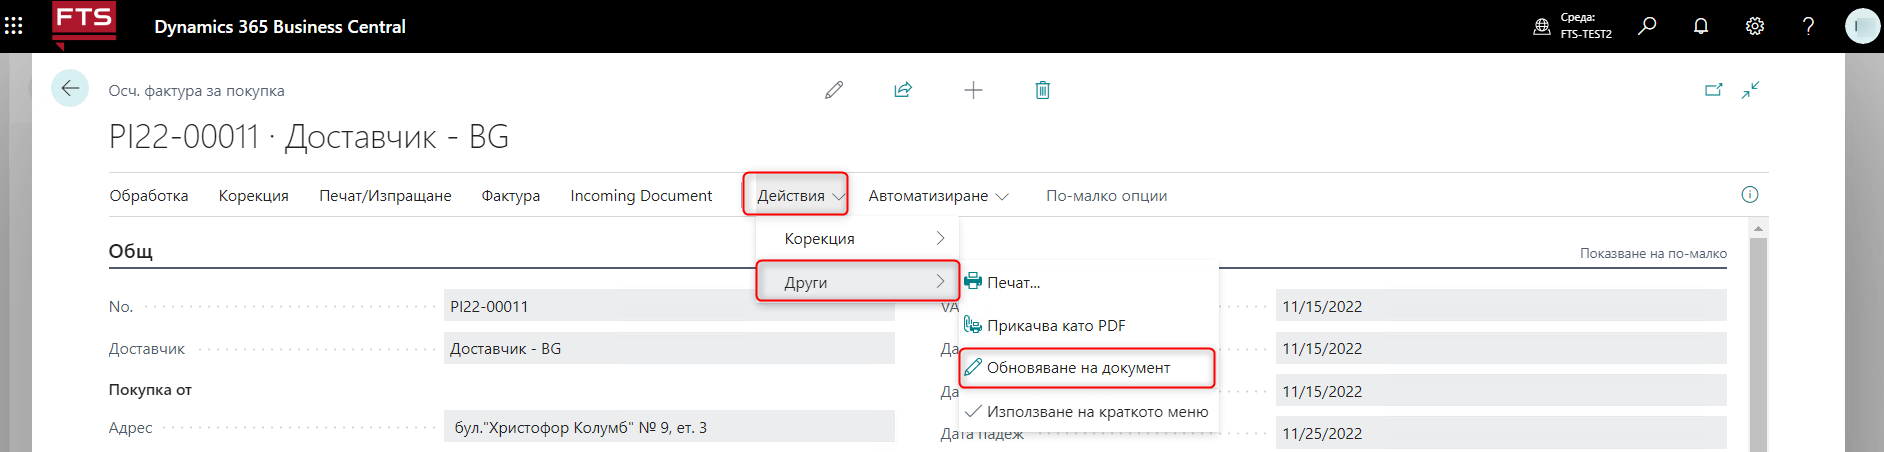 FTS
Dynamics 365 Business Central
Среда:
FTS-TEST2
?
Осч. фактура за покупка
PI22-00011 · Доставчик - BG
Обработка Корекция Печат/Изпращане Фактура Incoming Document Действия Автоматизиране По-малко опции
Общ
Показване на по-малко
Корекция
Други
Печат...
Прикачва като PDF
Обновяване на документ
Използване на краткото меню
No. PI22-00011
Доставчик Доставчик - BG
Покупка от
Адрес бул."Христофор Колумб" № 9, ет. 3
VA 11/15/2022
Да 11/15/2022
Да 11/15/2022
Дата падеж 11/25/2022